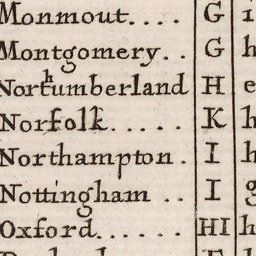 Monmout.... G i
Montgomery.. G h
Northumberland H e
Norfolk..... K h
Northampton. I h
Nottingham .. I g
Oxford...... HI h